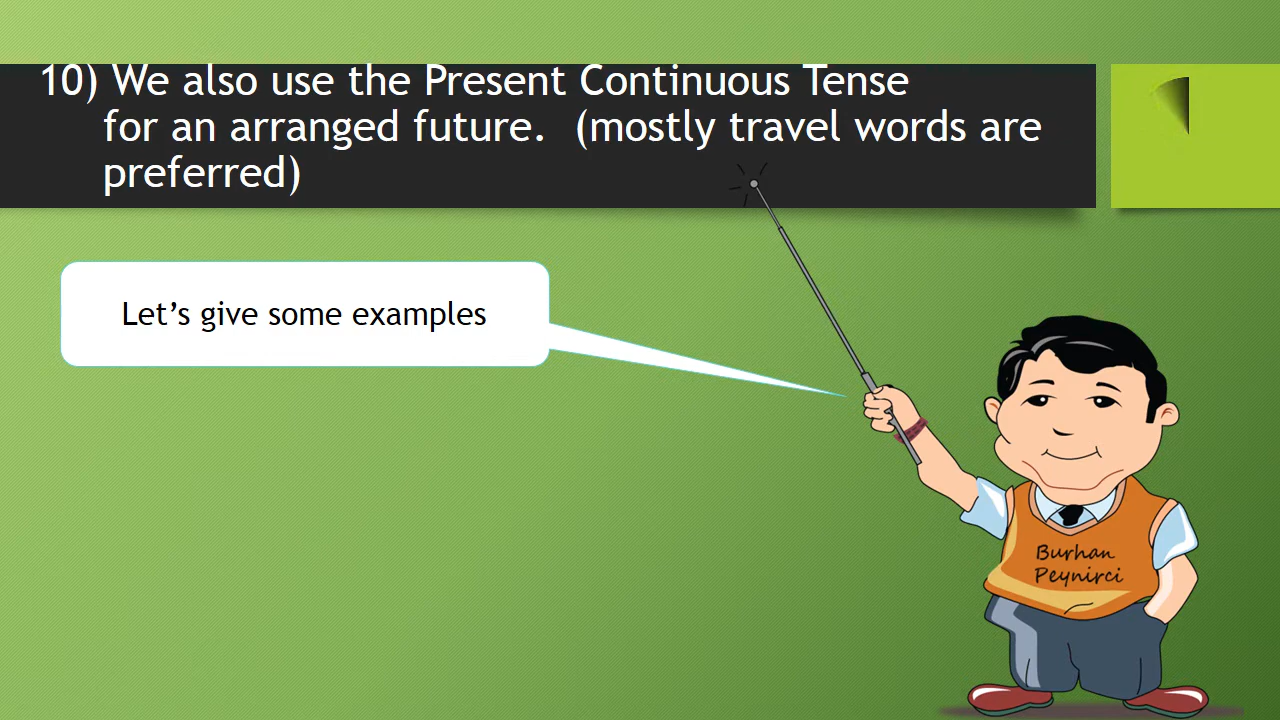 10) We also use the Present Continuous Tense
for an arranged future.  (mostly travel words are
preferred)
Let’s give some examples
Burhan
Peynirci